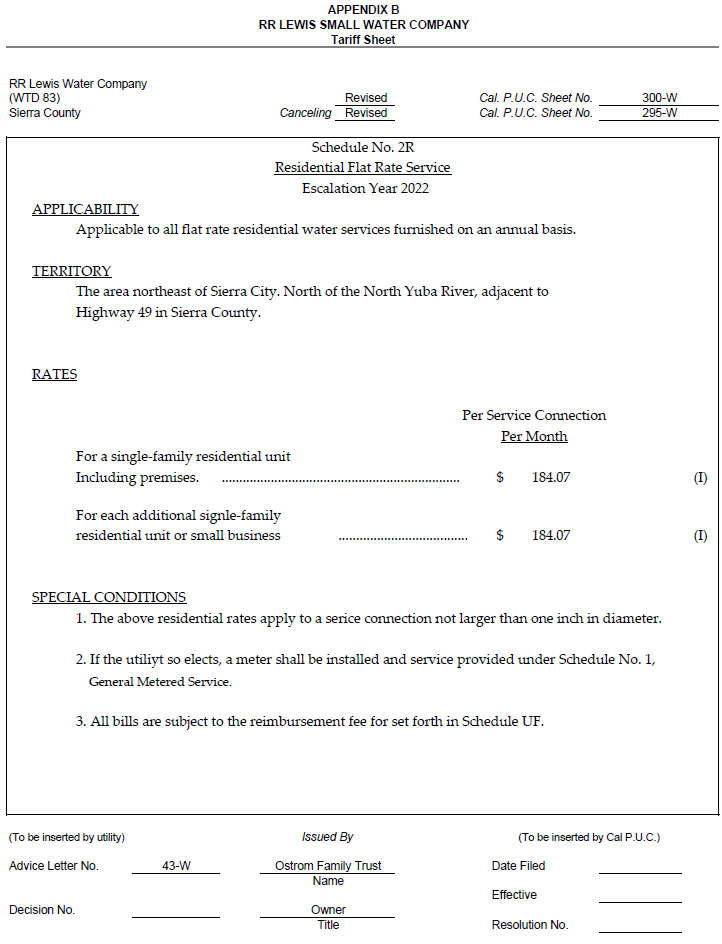 APPENDIX B
RR LEWIS SMALL WATER COMPANY
Tariff Sheet
RR Lewis Water Company
(WTD 83) Revised Cal. P.U.C. Sheet No. 300-W
Sierra County Canceling Revised Cal. P.U.C. Sheet No. 295-W
Schedule No. 2R
Residential Flat Rate Service
Escalation Year 2022
APPLICABILITY
Applicable to all flat rate residential water services furnished on an annual basis.
TERRITORY
The area northeast of Sierra City. North of the North Yuba River, adjacent to
Highway 49 in Sierra County.
RATES
Per Service Connection
Per Month
For a single-family residential unit
Including premises. .................................................................... $ 184.07 (I)
For each additional signle-family
residential unit or small business ..................................... $ 184.07 (I)
SPECIAL CONDITIONS
1. The above residential rates apply to a serice connection not larger than one inch in diameter.
2. If the utiliyt so elects, a meter shall be installed and service provided under Schedule No. 1,
General Metered Service.
3. All bills are subject to the reimbursement fee for set forth in Schedule UF.
(To be inserted by utility) Issued By (To be inserted by Cal P.U.C.)
Advice Letter No. 43-W Ostrom Family Trust Date Filed
Name
Effective
Decision No. Owner
Title Resolution No.